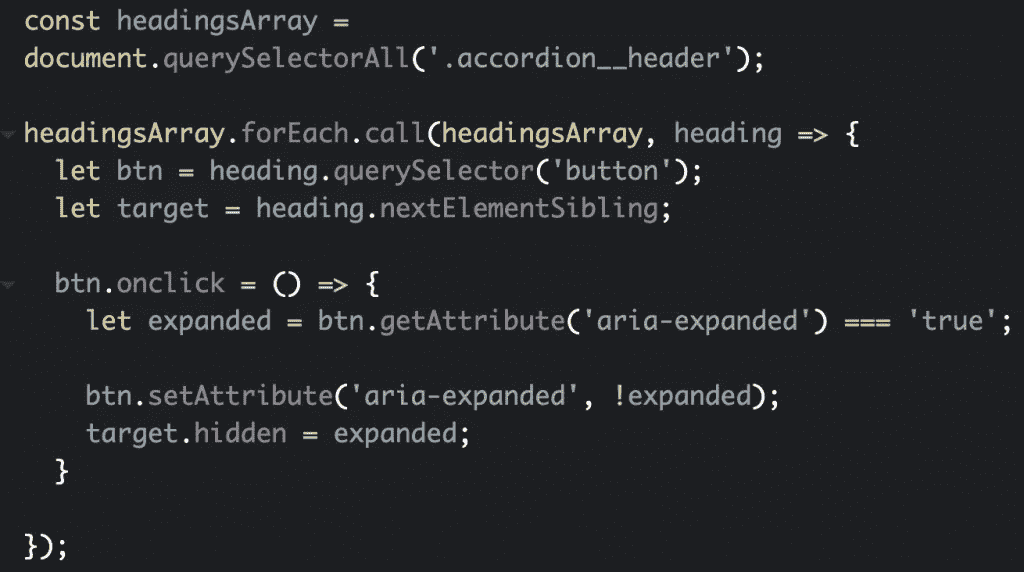 const headingsArray =
document.querySelectorAll('.accordion__header');
headingsArray.forEach.call(headingsArray, heading => {
let btn = heading.querySelector('button');
let target = heading.nextElementSibling;
btn.onclick = () => {
let expanded = btn.getAttribute('aria-expanded') === 'true';
btn.setAttribute('aria-expanded', !expanded);
target.hidden = expanded;
}
});